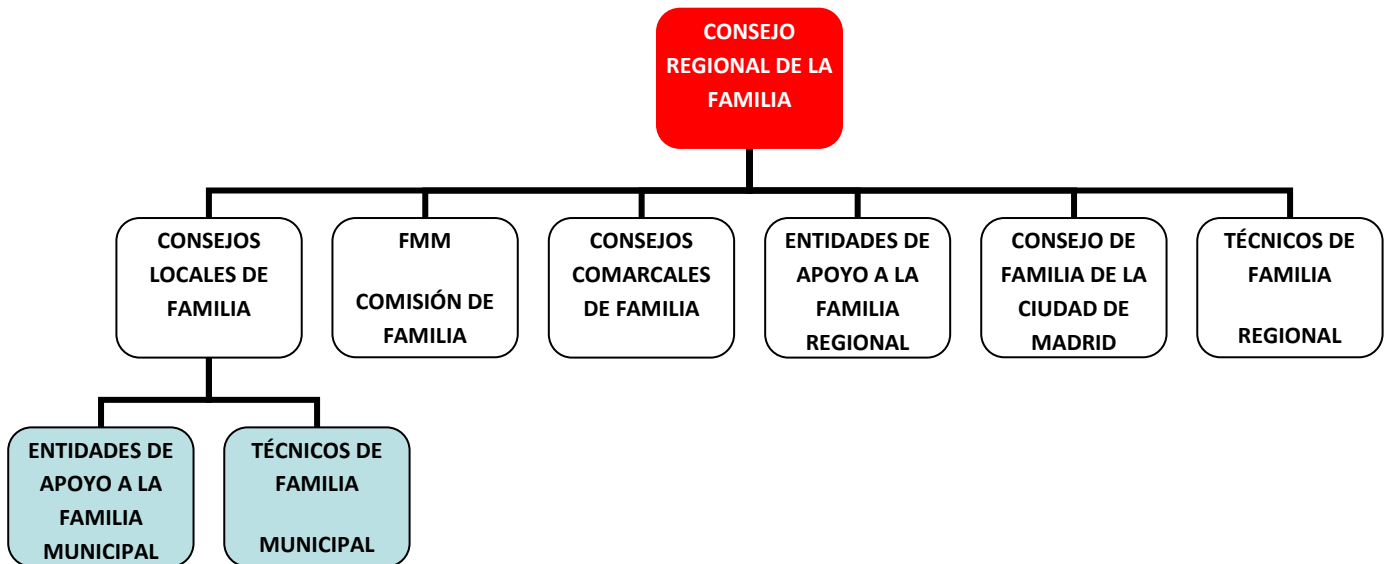 CONSEJO
REGIONAL DE LA
FAMILIA
CONSEJOS
LOCALES DE
FAMILIA
FMM
COMISIÓN DE
FAMILIA
CONSEJOS
COMARCALES
DE FAMILIA
ENTIDADES DE
APOYO A LA
FAMILIA
REGIONAL
CONSEJO DE
FAMILIA DE LA
CIUDAD DE
MADRID
TÉCNICOS DE
FAMILIA
REGIONAL
ENTIDADES DE
APOYO A LA
FAMILIA
MUNICIPAL
TÉCNICOS DE
FAMILIA
MUNICIPAL